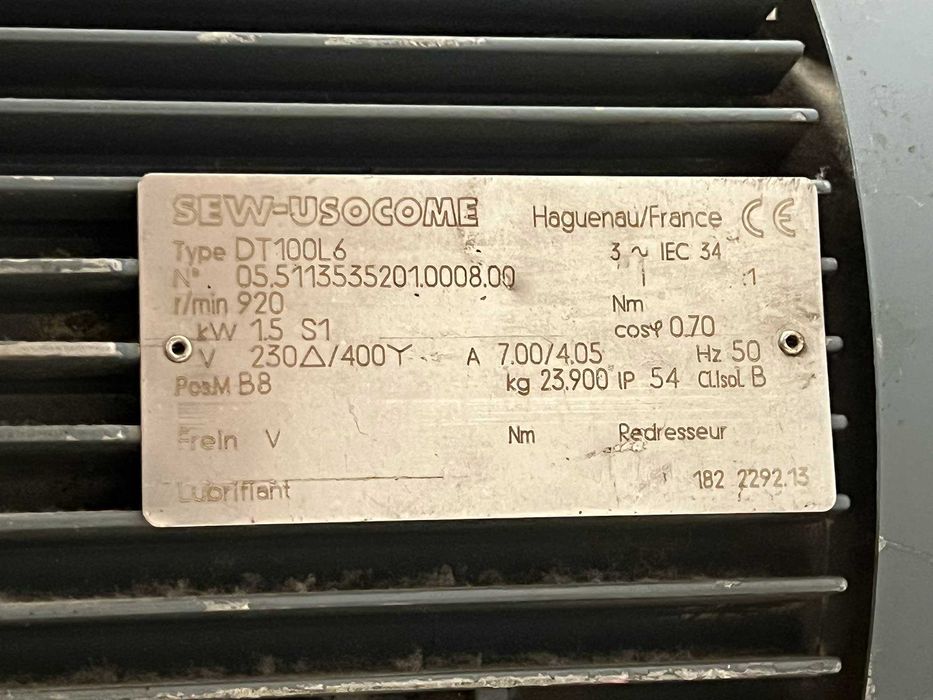 SEW-USOCOME Haguenau/France CE
Type DT100L6 3 ~ IEC 34
N° 05.5113535201.0008.00 i :1
r/min 920 Nm
kW 1.5 S1 cosφ 0.70
V 230△/400Y A 7.00/4.05 Hz 50
Pos.M B8 kg 23.900 IP 54 Cl.Isol. B
Frein V Nm Redresseur
Lubrifiant 182 2292.13